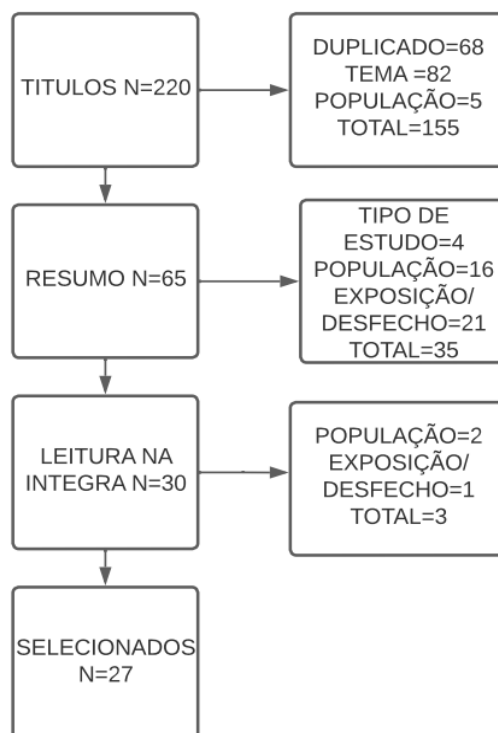 TITULOS N=220
DUPLICADO=68
TEMA =82
POPULAÇÃO=5
TOTAL=155
RESUMO N=65
TIPO DE
ESTUDO=4
POPULAÇÃO=16
EXPOSIÇÃO/
DESFECHO=21
TOTAL=35
LEITURA NA
INTEGRA N=30
POPULAÇÃO=2
EXPOSIÇÃO/
DESFECHO=1
TOTAL=3
SELECIONADOS
N=27